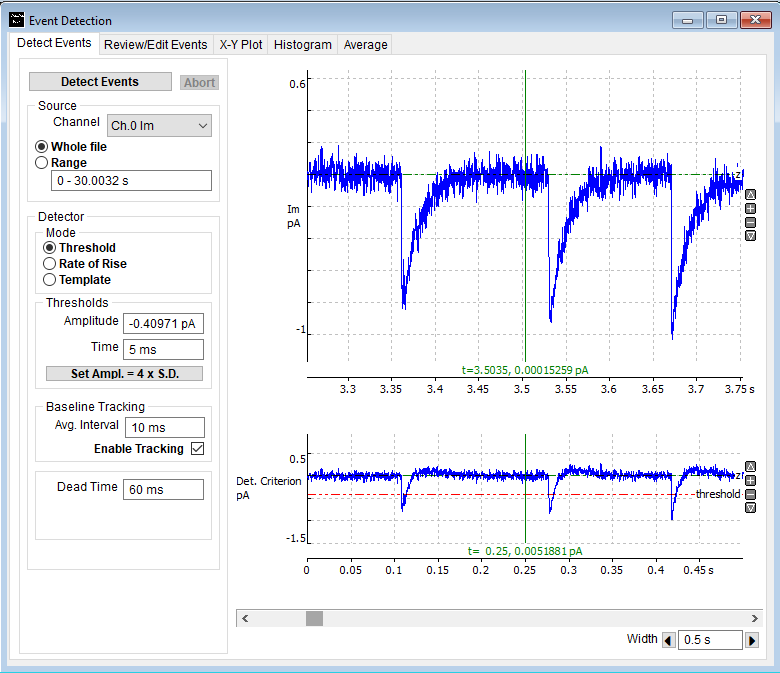 Event Detection
Detect Events Review/Edit Events X-Y Plot Histogram Average
Detect Events Abort
Source
Channel Ch.0 Im
Whole file
Range
0 - 30.0032 s
Detector
Mode
Threshold
Rate of Rise
Template
Thresholds
Amplitude -0.40971 pA
Time 5 ms
Set Ampl. = 4 x S.D.
Baseline Tracking
Avg. Interval 10 ms
Enable Tracking
Dead Time 60 ms
0.6
z
Im
pA
-1
t=3.5035, 0.00015259 pA
3.3 3.35 3.4 3.45 3.5 3.55 3.6 3.65 3.7 3.75 s
0.5
z
Det. Criterion
pA
threshold
-1.5
t= 0.25, 0.0051881 pA
0 0.05 0.1 0.15 0.2 0.25 0.3 0.35 0.4 0.45 s
Width 0.5 s